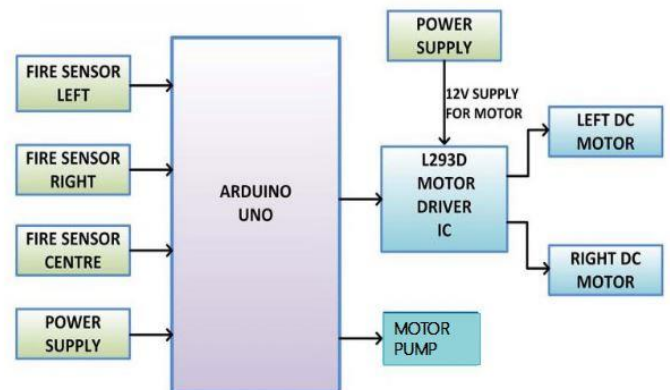 FIRE SENSOR
LEFT
FIRE SENSOR
RIGHT
FIRE SENSOR
CENTRE
POWER
SUPPLY
ARDUINO
UNO
POWER
SUPPLY
12V SUPPLY
FOR MOTOR
L293D
MOTOR
DRIVER
IC
MOTOR
PUMP
LEFT DC
MOTOR
RIGHT DC
MOTOR